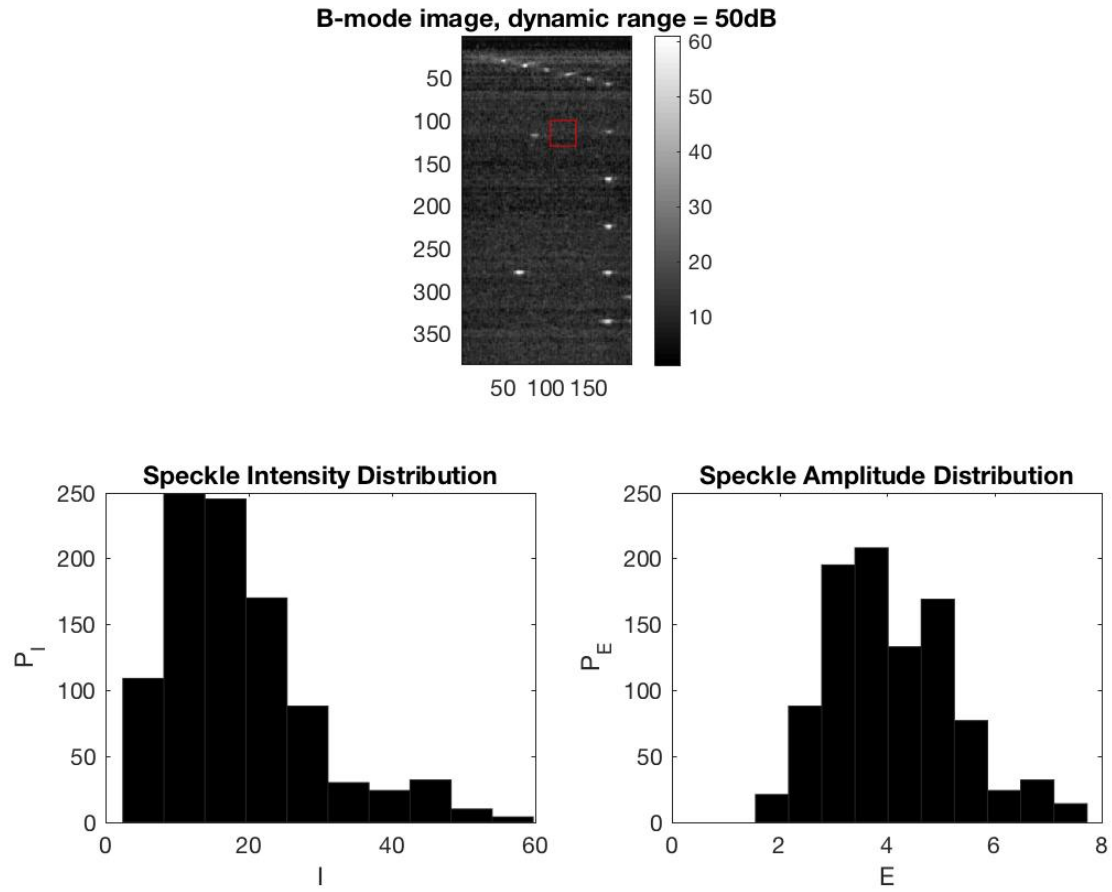 B-mode image, dynamic range = 50dB
50
100
150
200
250
300
350
50 100 150
60
50
40
30
20
10
Speckle Intensity Distribution
250
200
150
100
50
0
P_I
0 20 40 60
I
Speckle Amplitude Distribution
250
200
150
100
50
0
P_E
0 2 4 6 8
E